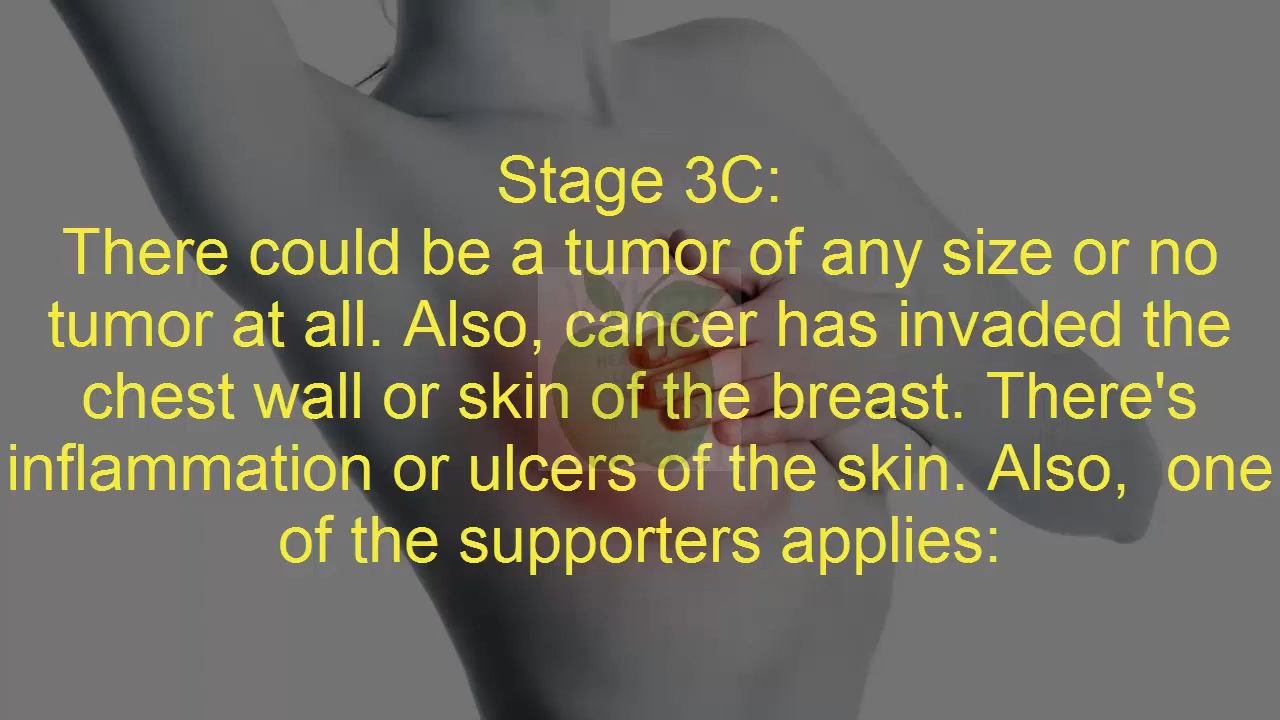 Stage 3C:
There could be a tumor of any size or no
tumor at all. Also, cancer has invaded the
chest wall or skin of the breast. There's
inflammation or ulcers of the skin. Also,  one
of the supporters applies: